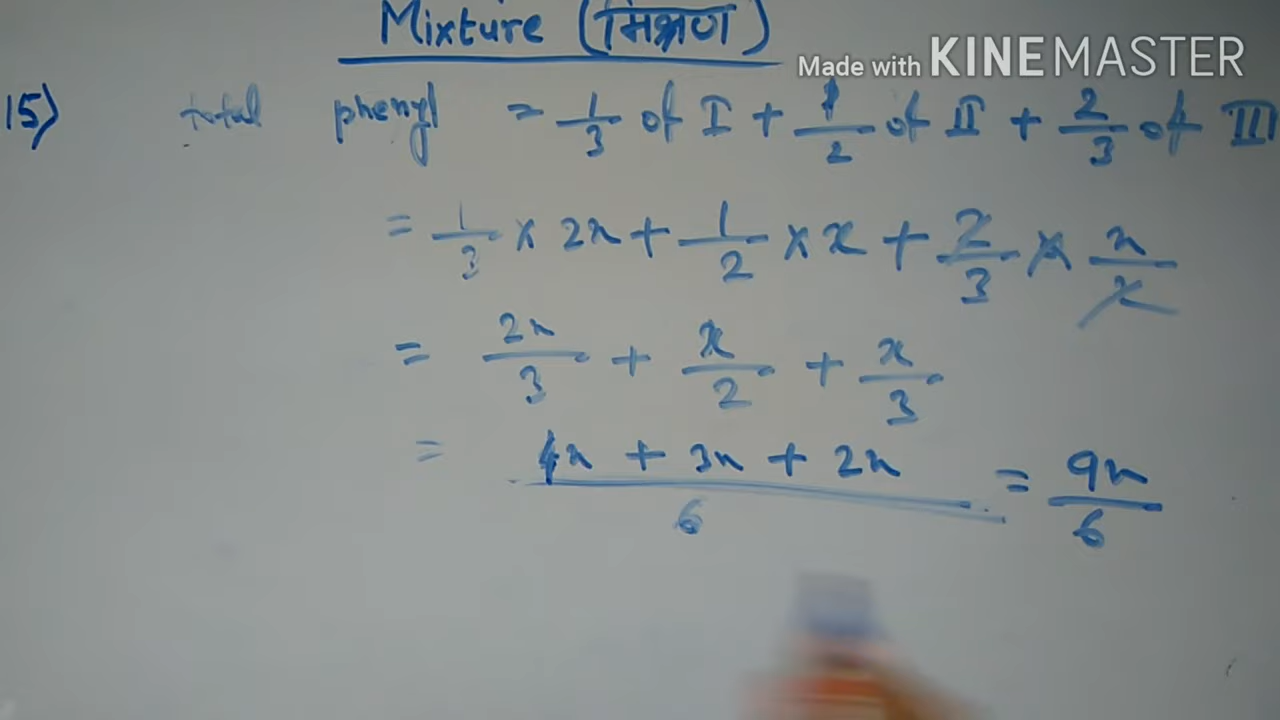 Mixture (मिश्रण)
Made with KINEMASTER
15) total phenyl = 1/3 of I + 1/2 of II + 2/3 of III
= 1/3 × 2x + 1/2 × x + 2/3 × x/2
= 2x/3 + x/2 + x/3
= 4x + 3x + 2x / 6 = 9x/6